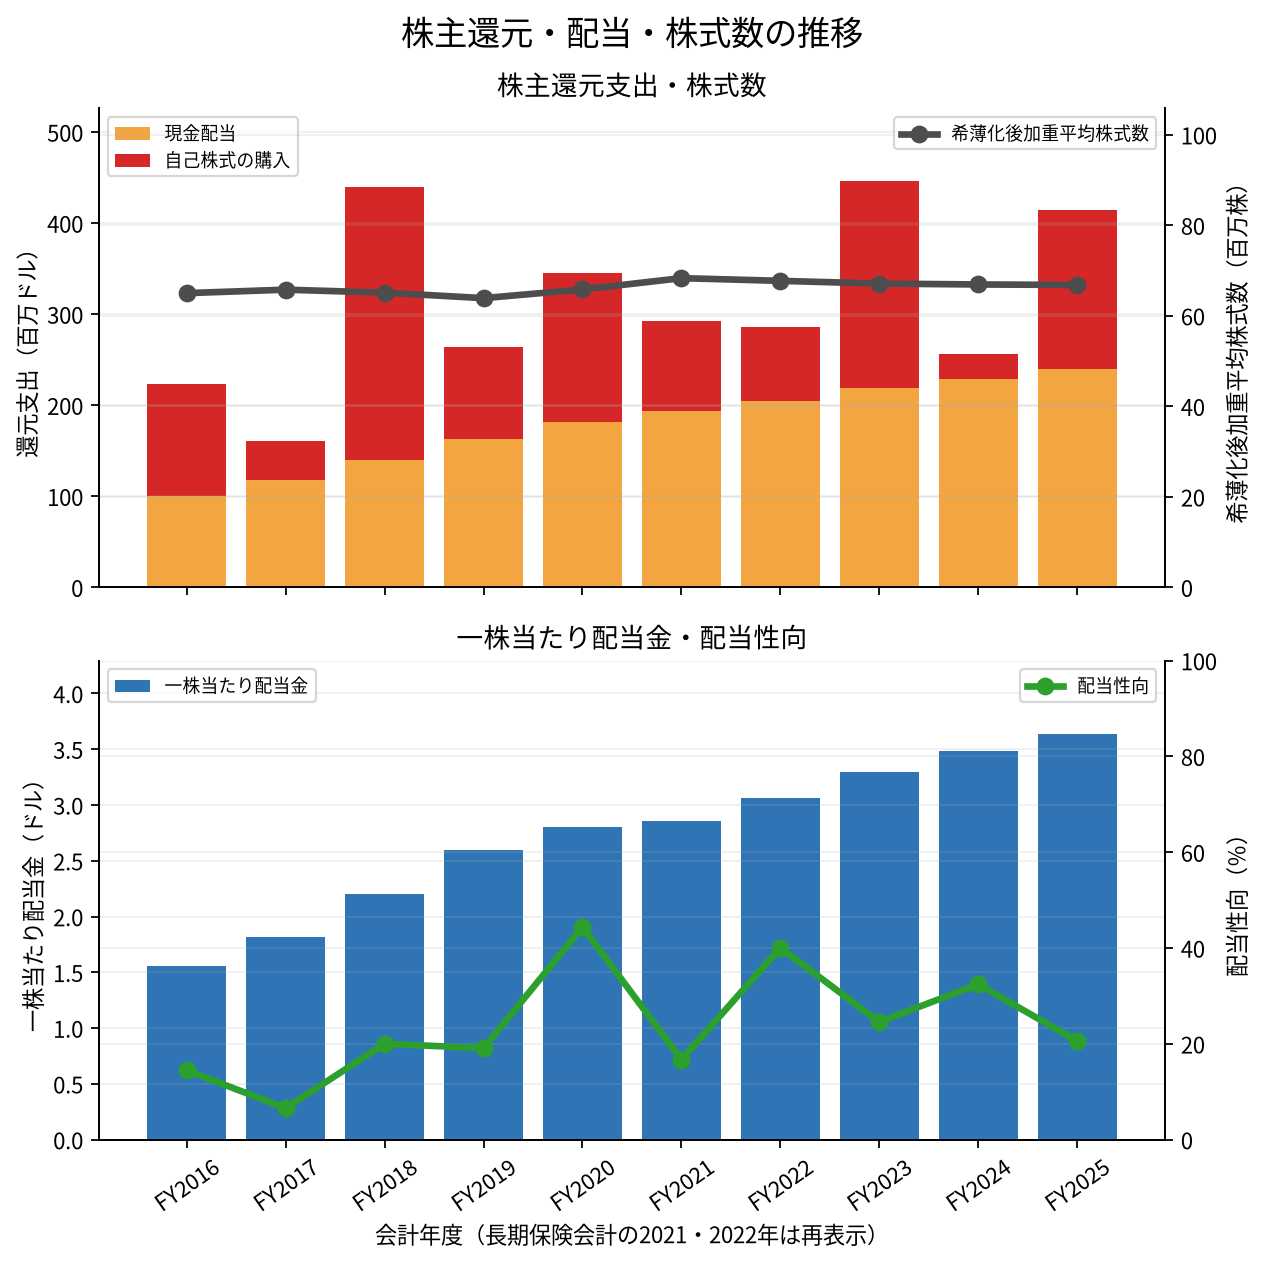 株主還元・配当・株式数の推移
株主還元支出・株式数
現金配当
自己株式の購入
希薄化後加重平均株式数
還元支出（百万ドル）
500
400
300
200
100
0
100
80
60
40
20
0
希薄化後加重平均株式数（百万株）
一株当たり配当金・配当性向
一株当たり配当金
配当性向
一株当たり配当金（ドル）
4.0
3.5
3.0
2.5
2.0
1.5
1.0
0.5
0.0
100
80
60
40
20
0
配当性向（%）
FY2016
FY2017
FY2018
FY2019
FY2020
FY2021
FY2022
FY2023
FY2024
FY2025
会計年度（長期保険会計の2021・2022年は再表示）